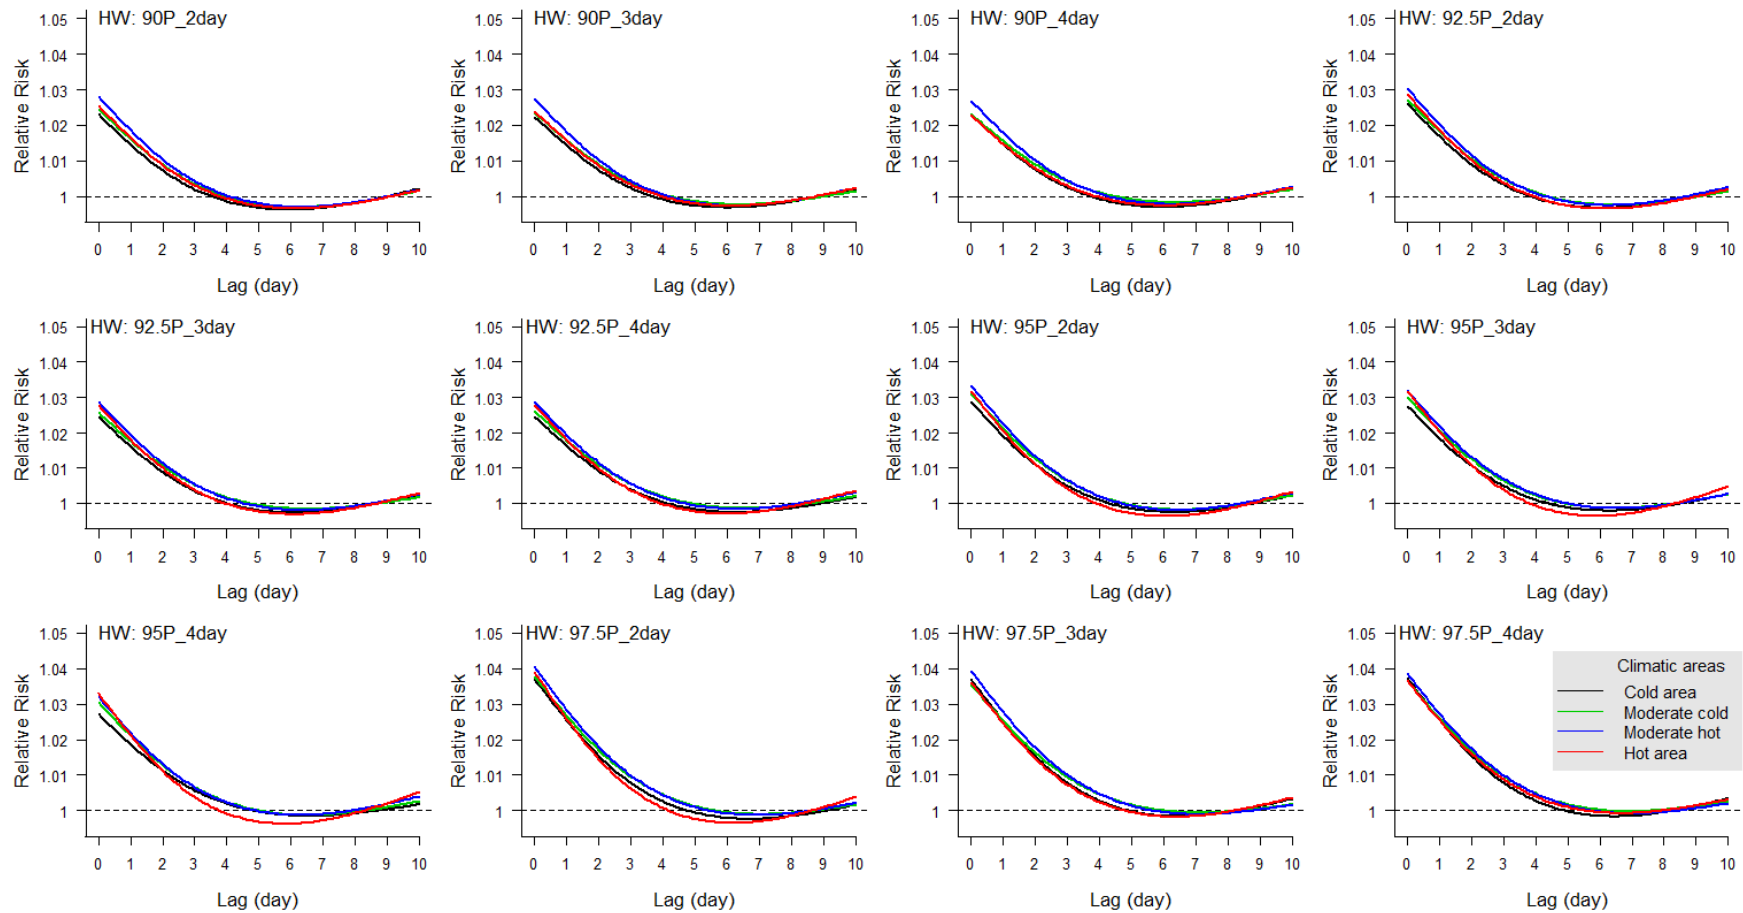 HW: 90P_2day
Relative Risk
1.05
1.04
1.03
1.02
1.01
1
0 1 2 3 4 5 6 7 8 9 10
Lag (day)
HW: 90P_3day
Relative Risk
1.05
1.04
1.03
1.02
1.01
1
0 1 2 3 4 5 6 7 8 9 10
Lag (day)
HW: 90P_4day
Relative Risk
1.05
1.04
1.03
1.02
1.01
1
0 1 2 3 4 5 6 7 8 9 10
Lag (day)
HW: 92.5P_2day
Relative Risk
1.05
1.04
1.03
1.02
1.01
1
0 1 2 3 4 5 6 7 8 9 10
Lag (day)
HW: 92.5P_3day
Relative Risk
1.05
1.04
1.03
1.02
1.01
1
0 1 2 3 4 5 6 7 8 9 10
Lag (day)
HW: 92.5P_4day
Relative Risk
1.05
1.04
1.03
1.02
1.01
1
0 1 2 3 4 5 6 7 8 9 10
Lag (day)
HW: 95P_2day
Relative Risk
1.05
1.04
1.03
1.02
1.01
1
0 1 2 3 4 5 6 7 8 9 10
Lag (day)
HW: 95P_3day
Relative Risk
1.05
1.04
1.03
1.02
1.01
1
0 1 2 3 4 5 6 7 8 9 10
Lag (day)
HW: 95P_4day
Relative Risk
1.05
1.04
1.03
1.02
1.01
1
0 1 2 3 4 5 6 7 8 9 10
Lag (day)
HW: 97.5P_2day
Relative Risk
1.05
1.04
1.03
1.02
1.01
1
0 1 2 3 4 5 6 7 8 9 10
Lag (day)
HW: 97.5P_3day
Relative Risk
1.05
1.04
1.03
1.02
1.01
1
0 1 2 3 4 5 6 7 8 9 10
Lag (day)
HW: 97.5P_4day
Relative Risk
1.05
1.04
1.03
1.02
1.01
1
0 1 2 3 4 5 6 7 8 9 10
Lag (day)
Climatic areas
Cold area
Moderate cold
Moderate hot
Hot area